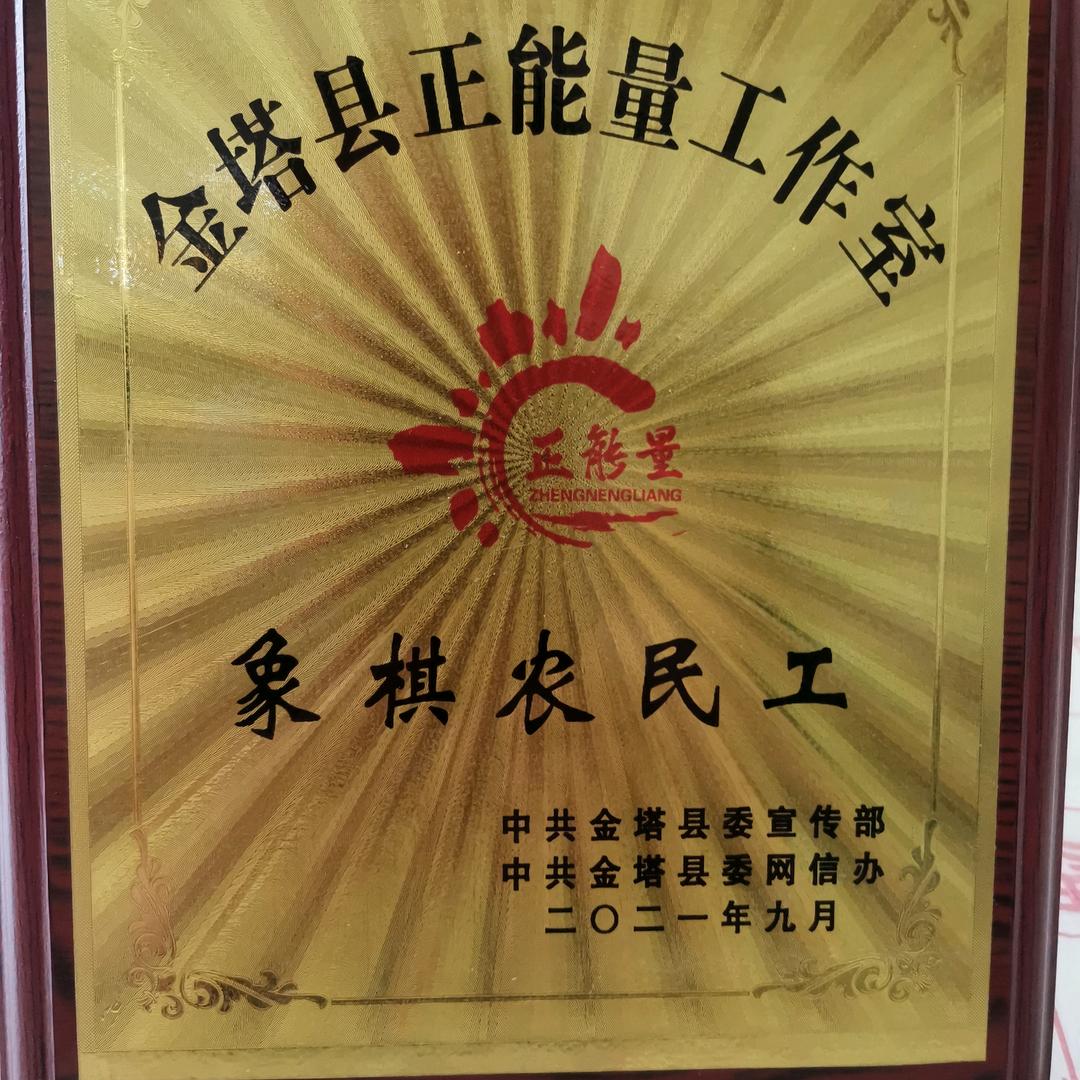 金塔县正能量工作室
正能量
ZHENGNENGLIANG
象棋农民工
中共金塔县委宣传部
中共金塔县委网信办
二〇二一年九月